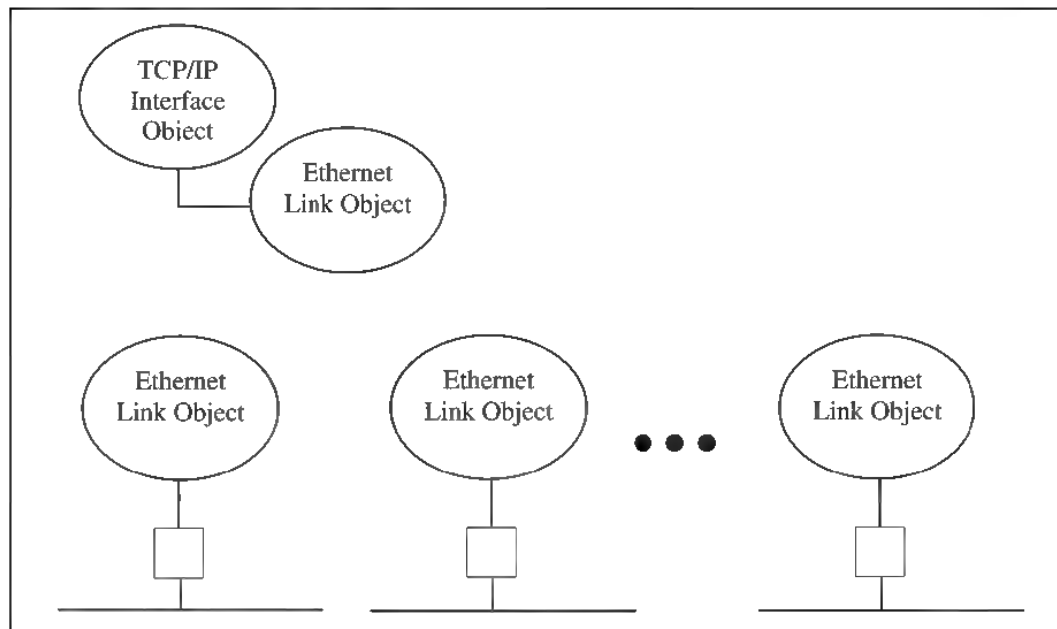 TCP/IP
Interface
Object
Ethernet
Link Object
Ethernet
Link Object
Ethernet
Link Object
Ethernet
Link Object